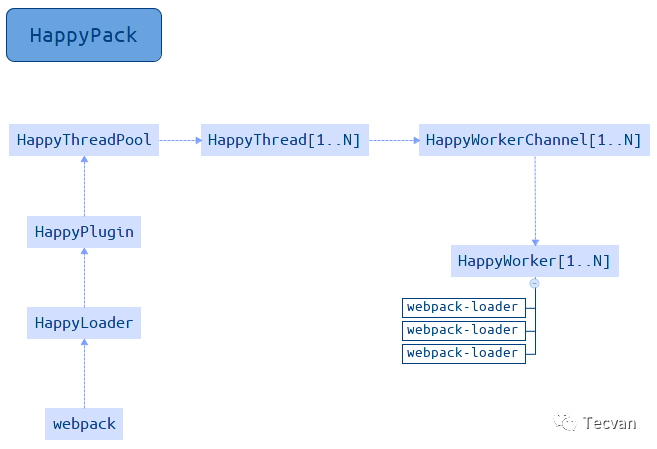 HappyPack
HappyThreadPool
HappyThread[1..N]
HappyWorkerChannel[1..N]
HappyPlugin
HappyWorker[1..N]
webpack-loader
webpack-loader
webpack-loader
HappyLoader
webpack
Tecvan